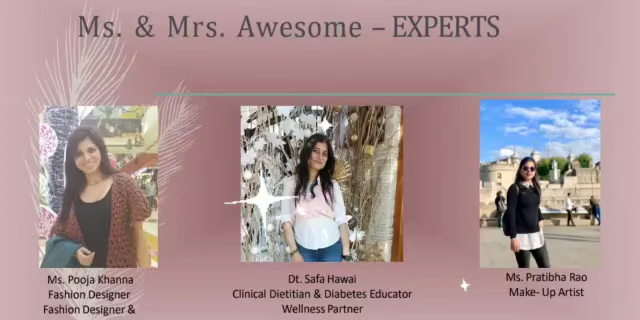 Ms. & Mrs. Awesome – EXPERTS
Ms. Pooja Khanna
Fashion Designer
Fashion Designer &
Dt. Safa Hawai
Clinical Dietitian & Diabetes Educator
Wellness Partner
Ms. Pratibha Rao
Make- Up Artist